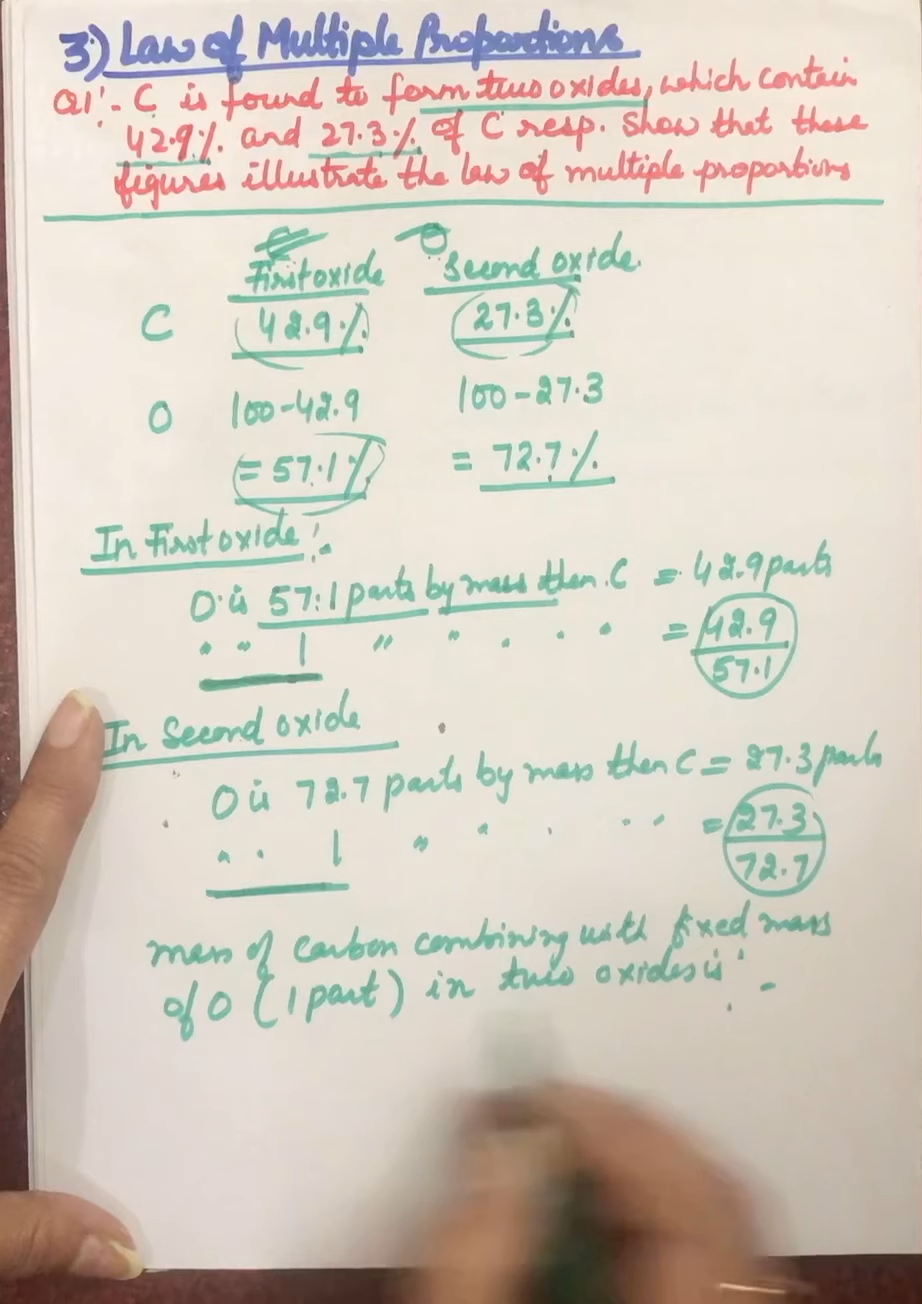 3) Law of Multiple Proportions
Q1:- C is found to form two oxides, which contain
42.9% and 27.3% of C resp. Show that these
figures illustrate the law of multiple proportions
First oxide Second oxide.
C 42.9% 27.3%
O 100-42.9 100-27.3
= 57.1% = 72.7%
In First oxide :-
O is 57.1 parts by mass then C = 42.9 parts
" " 1 " " " " " = 42.9/57.1
In Second oxide
O is 72.7 parts by mass then C = 27.3 parts
" " 1 " " " " " = 27.3/72.7
mass of carbon combining with fixed mass
of O (1 part) in two oxides is :-